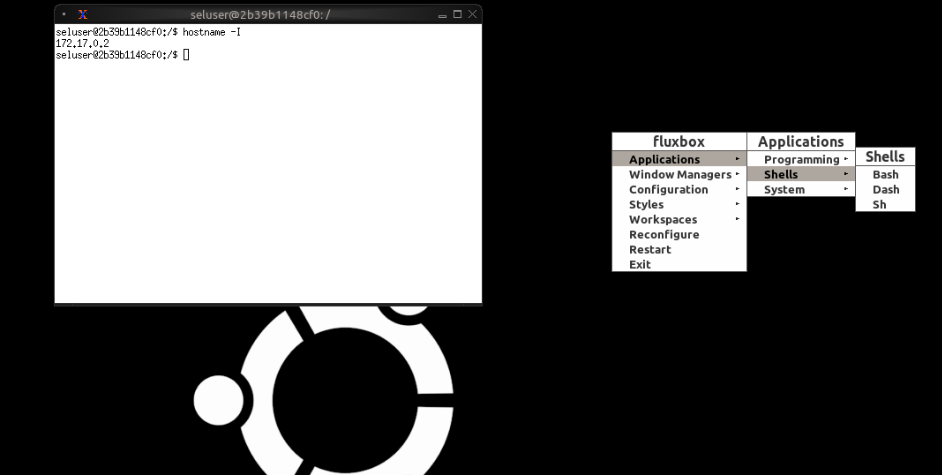 seluser@2b39b1148cf0: /
seluser@2b39b1148cf0:/$ hostname -I
172.17.0.2
seluser@2b39b1148cf0:/$
fluxbox
Applications
Window Managers
Configuration
Styles
Workspaces
Reconfigure
Restart
Exit
Applications
Programming
Shells
System
Shells
Bash
Dash
Sh